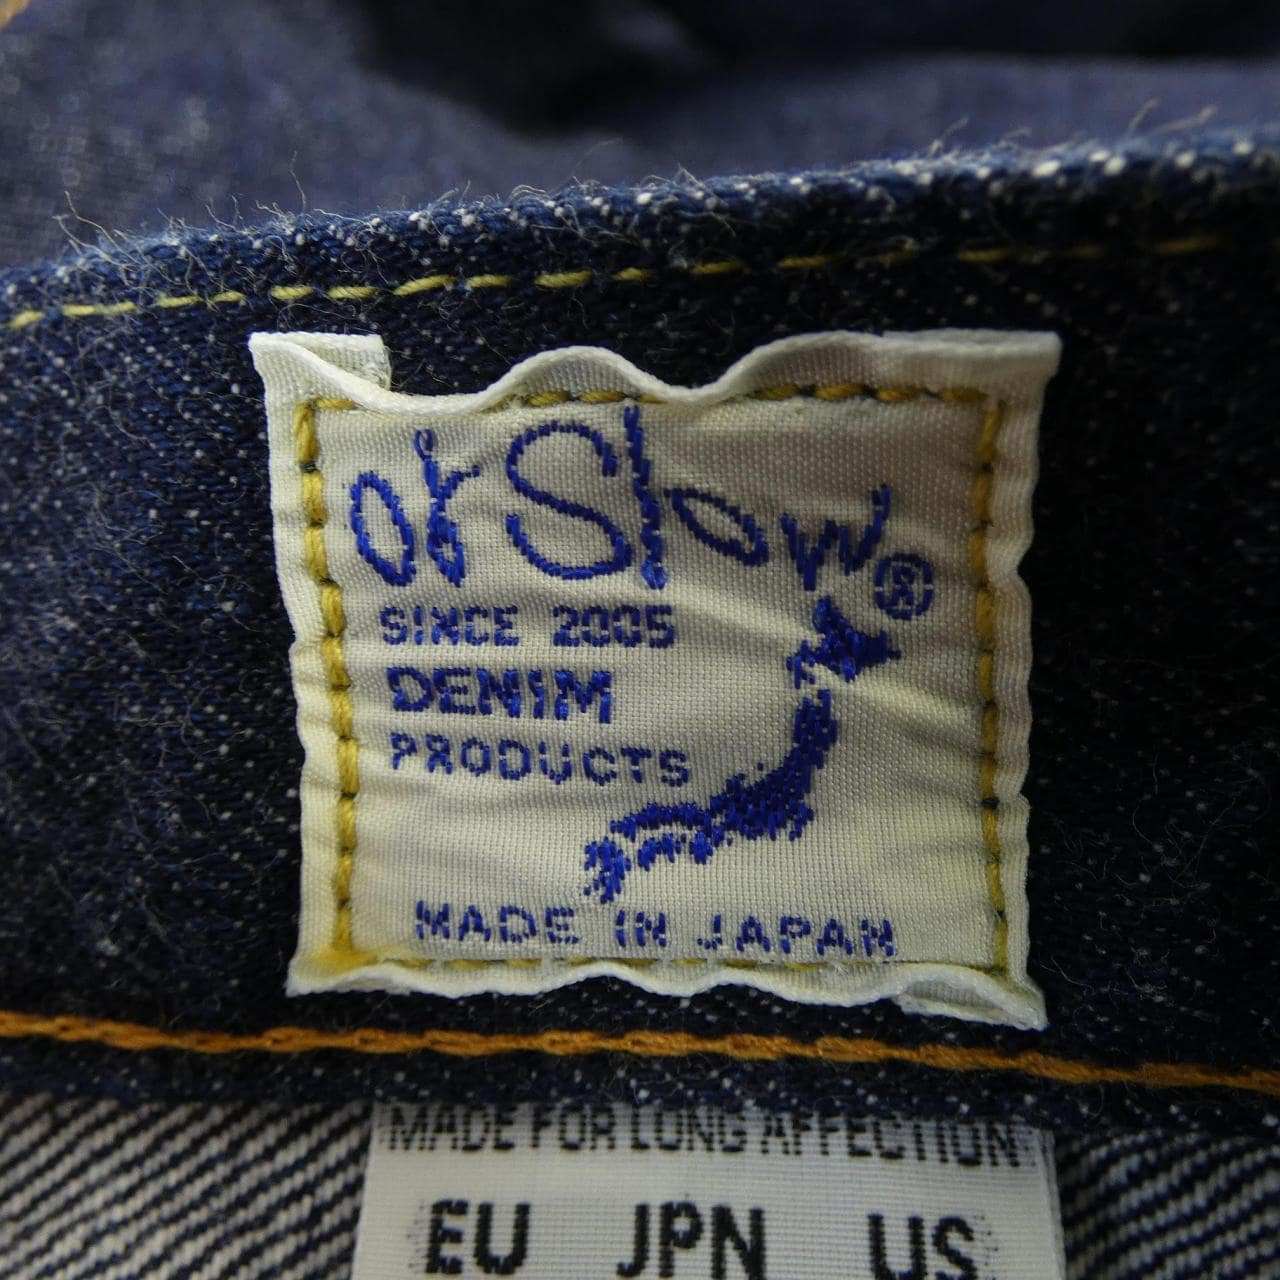 orSlow®
SINCE 2005
DENIM
PRODUCTS
MADE IN JAPAN
MADE FOR LONG AFFECTION
EU JPN US